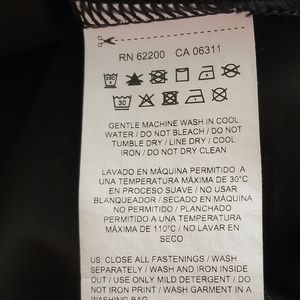 RN 62200 CA 06311
30
GENTLE MACHINE WASH IN COOL
WATER / DO NOT BLEACH / DO NOT
TUMBLE DRY / LINE DRY / COOL
IRON / DO NOT DRY CLEAN
LAVADO EN MÁQUINA PERMITIDO A
UNA TEMPERATURA MÁXIMA DE 30°C
EN PROCESO SUAVE / NO USAR
BLANQUEADOR / SECADO EN MÁQUINA
NO PERMITIDO / PLANCHADO
PERMITIDO A UNA TEMPERATURA
MÁXIMA DE 110°C / NO LAVAR EN
SECO
US: CLOSE ALL FASTENINGS / WASH
SEPARATELY / WASH AND IRON INSIDE
OUT / USE ONLY MILD DETERGENT / DO
NOT IRON PRINT / WASH GARMENT IN A
WASHING BAG